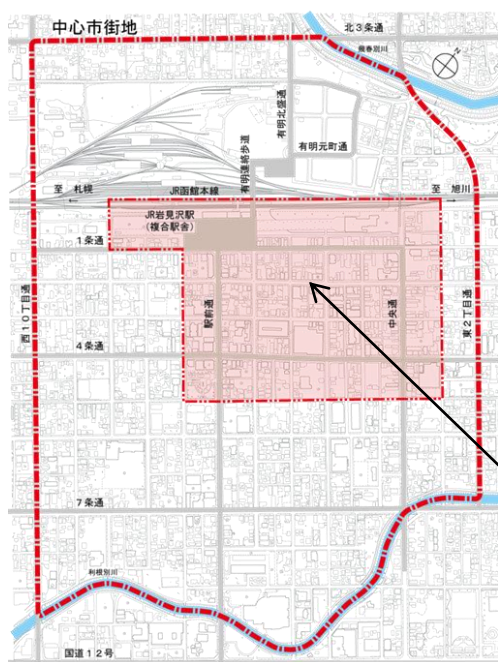 中心市街地
北3条通
幾春別川
N
有明北盛通
有明元町通
有明連絡歩道
至 札幌
JR函館本線
至 旭川
JR岩見沢駅
(複合駅舎)
1条通
西10丁目通
駅前通
中央通
東2丁目通
4条通
7条通
利根別川
国道12号